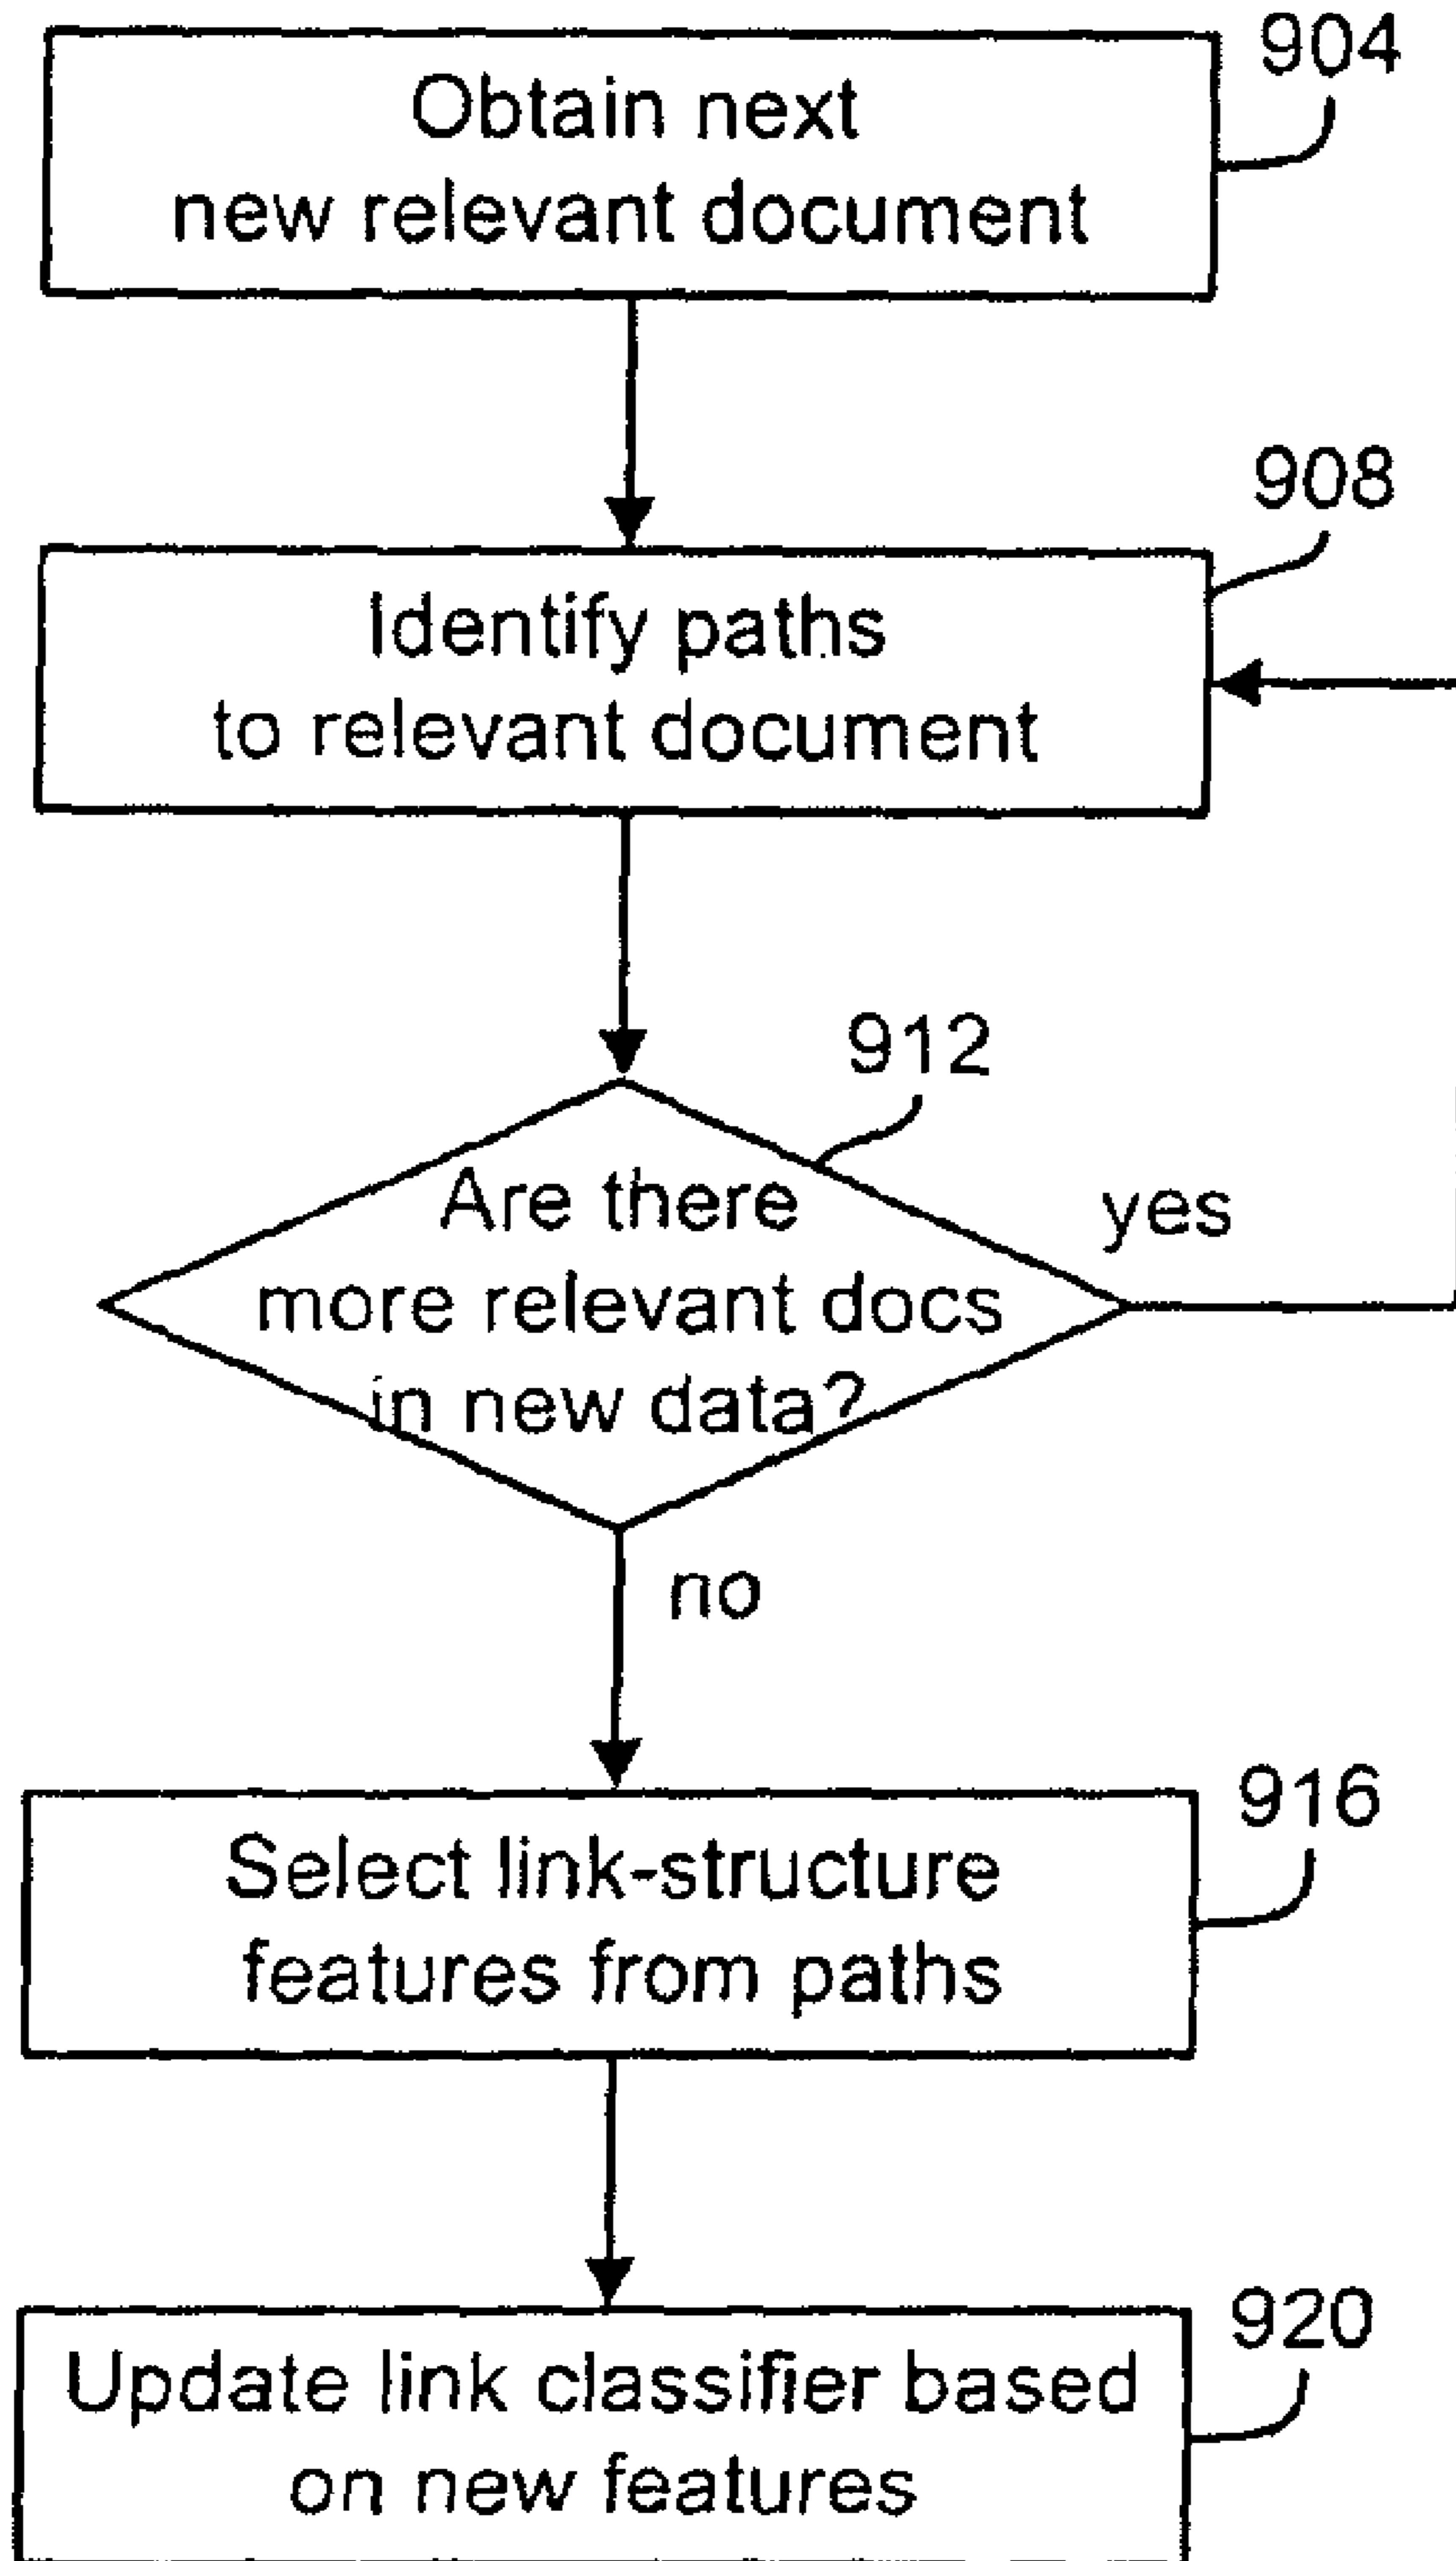 904
Obtain next
new relevant document
908
Identify paths
to relevant document
912
Are there
more relevant docs
in new data?
yes
no
916
Select link-structure
features from paths
920
Update link classifier based
on new features